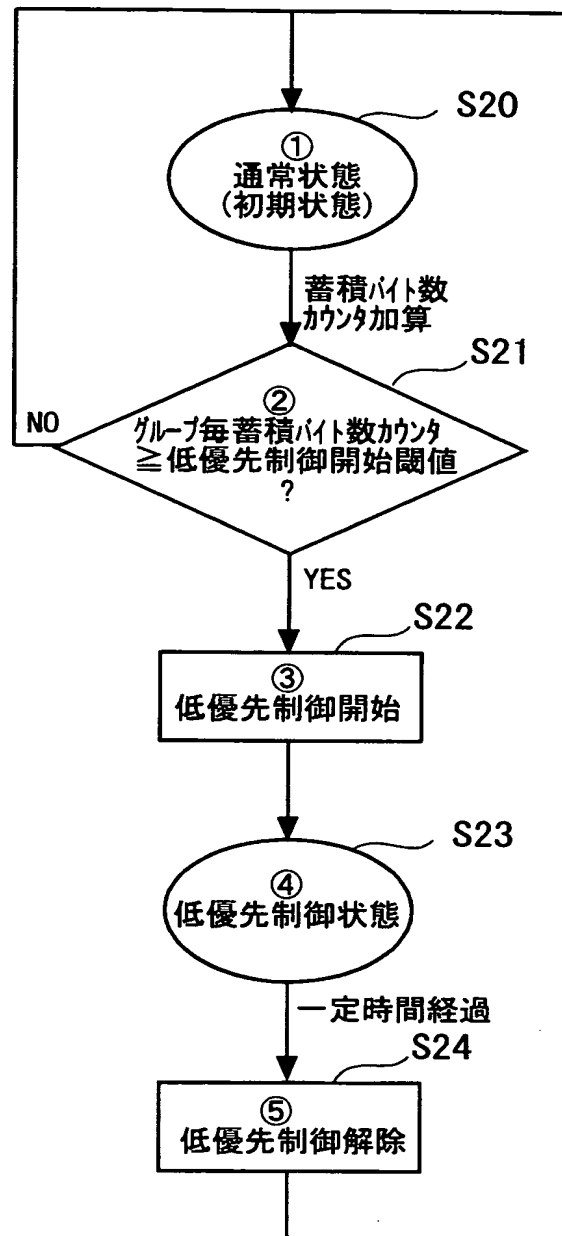 S20
①
通常状態
(初期状態)
蓄積バイト数
カウンタ加算
S21
②
グループ毎蓄積バイト数カウンタ
≧低優先制御開始閾値
?
NO
YES
S22
③
低優先制御開始
S23
④
低優先制御状態
一定時間経過
S24
⑤
低優先制御解除